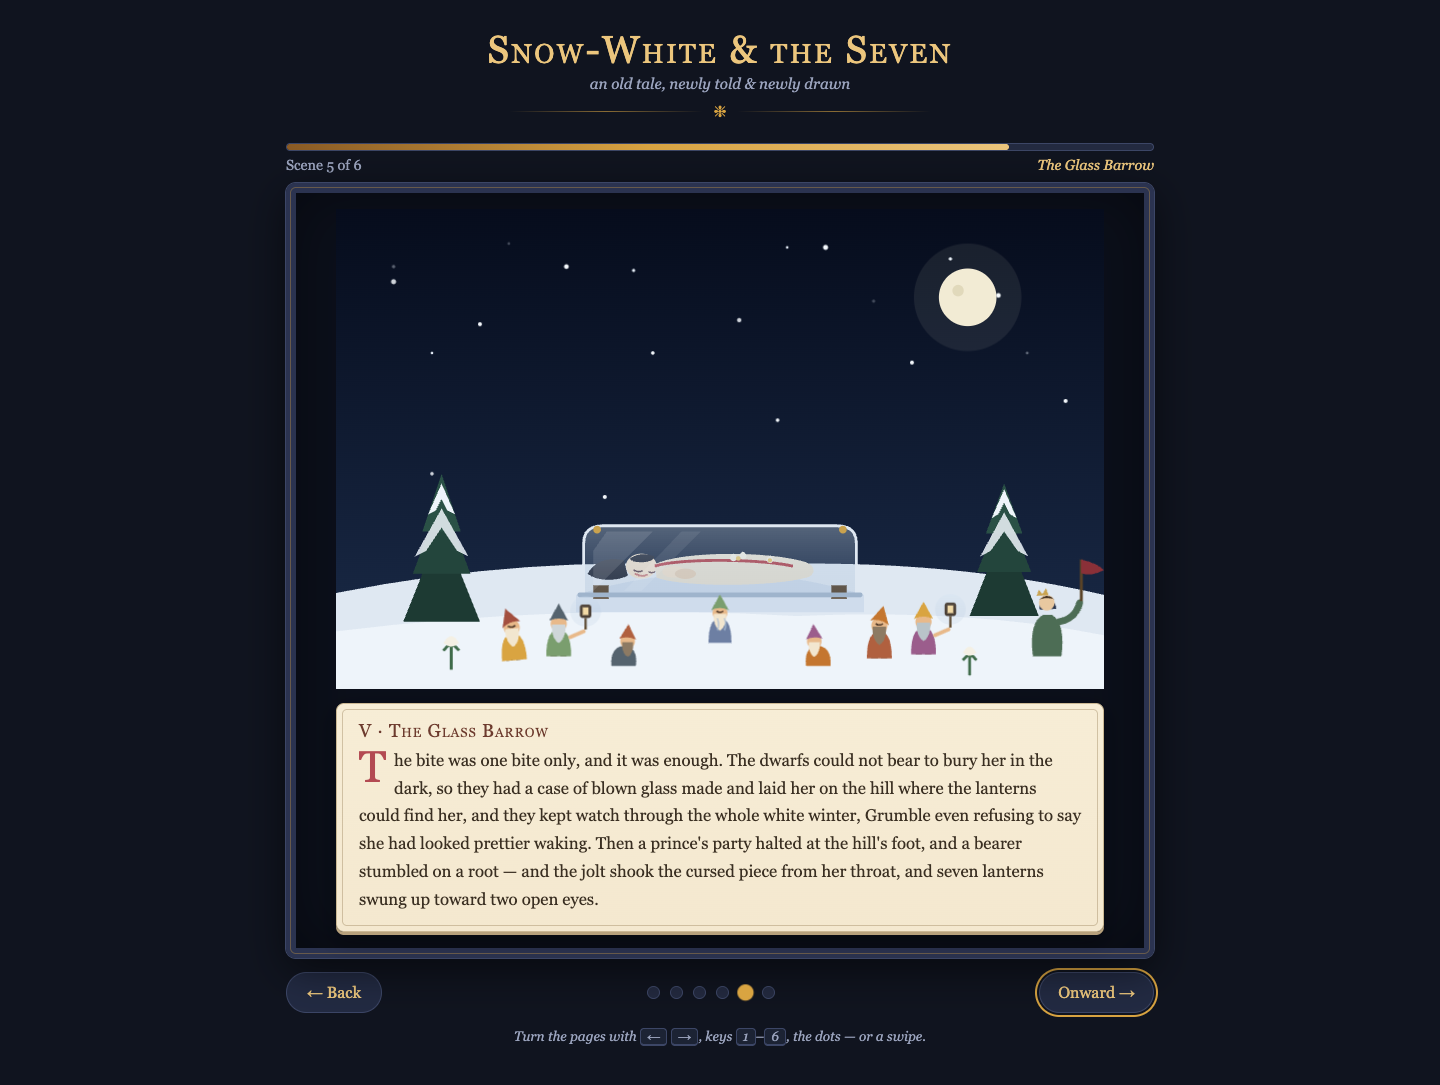 Snow-White & the Seven
an old tale, newly told & newly drawn
Scene 5 of 6
The Glass Barrow
V · The Glass Barrow
The bite was one bite only, and it was enough. The dwarfs could not bear to bury her in the
dark, so they had a case of blown glass made and laid her on the hill where the lanterns
could find her, and they kept watch through the whole white winter, Grumble even refusing to say
she had looked prettier waking. Then a prince's party halted at the hill's foot, and a bearer
stumbled on a root — and the jolt shook the cursed piece from her throat, and seven lanterns
swung up toward two open eyes.
← Back
Onward →
Turn the pages with ← →, keys 1–6, the dots — or a swipe.